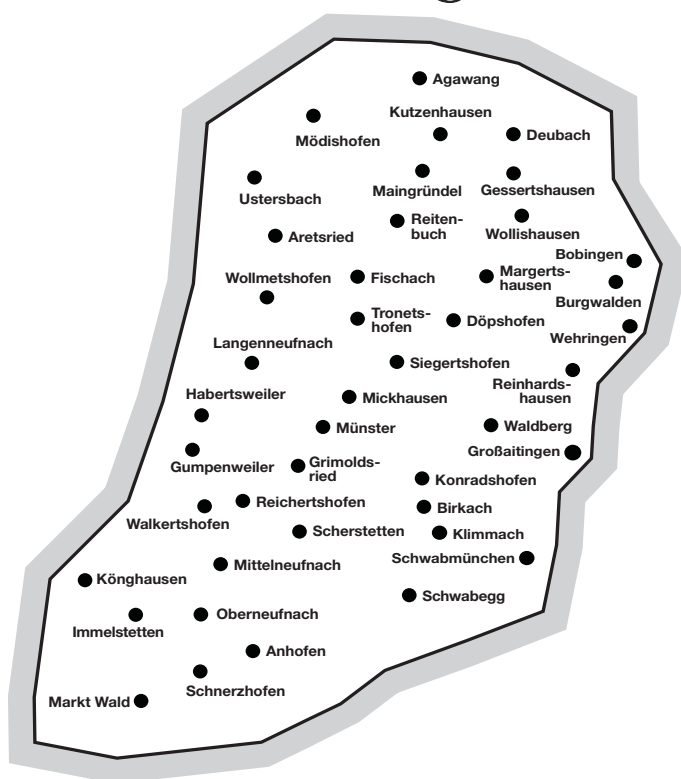 Agawang
Kutzenhausen
Mödishofen
Deubach
Maingründel
Gessertshausen
Ustersbach
Reiten-
buch
Wollishausen
Aretsried
Bobingen
Wollmetshofen
Fischach
Margerts-
hausen
Burgwalden
Tronets-
hofen
Döpshofen
Wehringen
Langenneufnach
Siegertshofen
Reinhards-
hausen
Habertsweiler
Mickhausen
Münster
Waldberg
Großaitingen
Gumpenweiler
Grimolds-
ried
Konradshofen
Reichertshofen
Birkach
Walkertshofen
Scherstetten
Klimmach
Schwabmünchen
Mittelneufnach
Könghausen
Schwabegg
Immelstetten
Oberneufnach
Anhofen
Schnerzhofen
Markt Wald